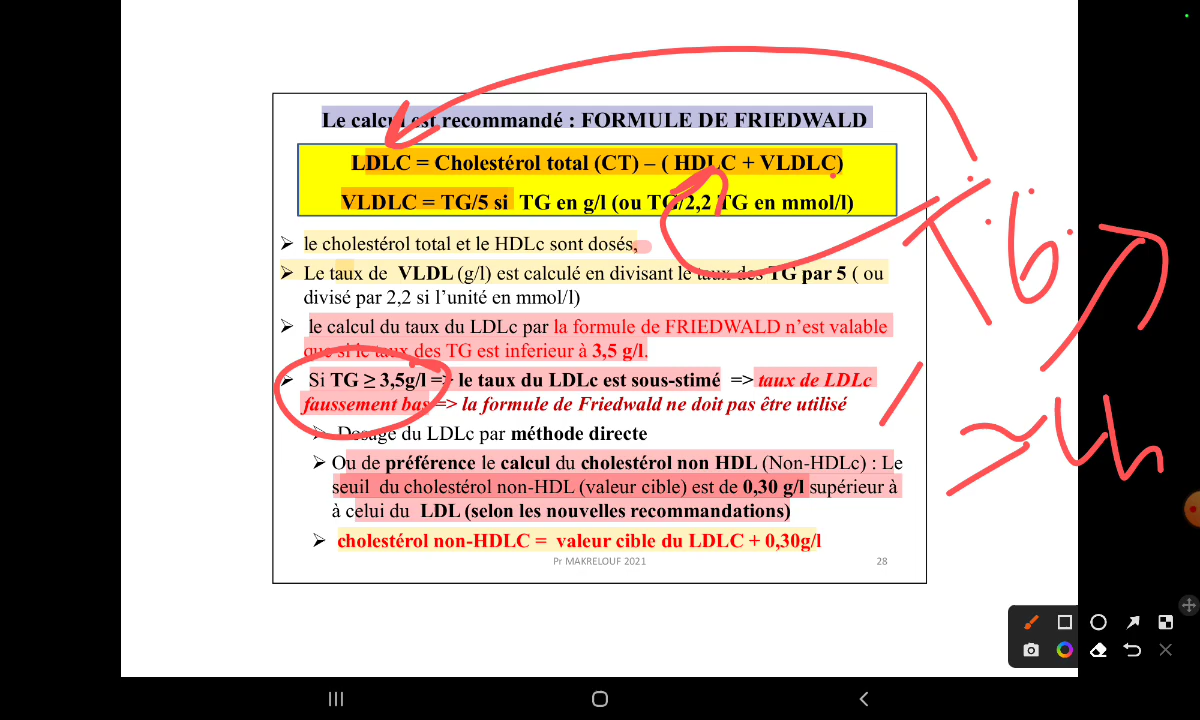 Le calcul est recommandé : FORMULE DE FRIEDWALD
LDLC = Cholestérol total (CT) – ( HDLC + VLDLC)
VLDLC = TG/5 si TG en g/l (ou TG/2,2 TG en mmol/l)
➢ le cholestérol total et le HDLc sont dosés,
➢ Le taux de VLDL (g/l) est calculé en divisant le taux des TG par 5 ( ou
divisé par 2,2 si l’unité en mmol/l)
➢ le calcul du taux du LDLc par la formule de FRIEDWALD n’est valable
que si le taux des TG est inferieur à 3,5 g/l.
➢ Si TG ≥ 3,5g/l => le taux du LDLc est sous-stimé => taux de LDLc
faussement bas => la formule de Friedwald ne doit pas être utilisé
➢ Dosage du LDLc par méthode directe
➢ Ou de préférence le calcul du cholestérol non HDL (Non-HDLc) : Le
seuil du cholestérol non-HDL (valeur cible) est de 0,30 g/l supérieur à
à celui du LDL (selon les nouvelles recommandations)
➢ cholestérol non-HDLC = valeur cible du LDLC + 0,30g/l
Pr MAKRELOUF 2021
28